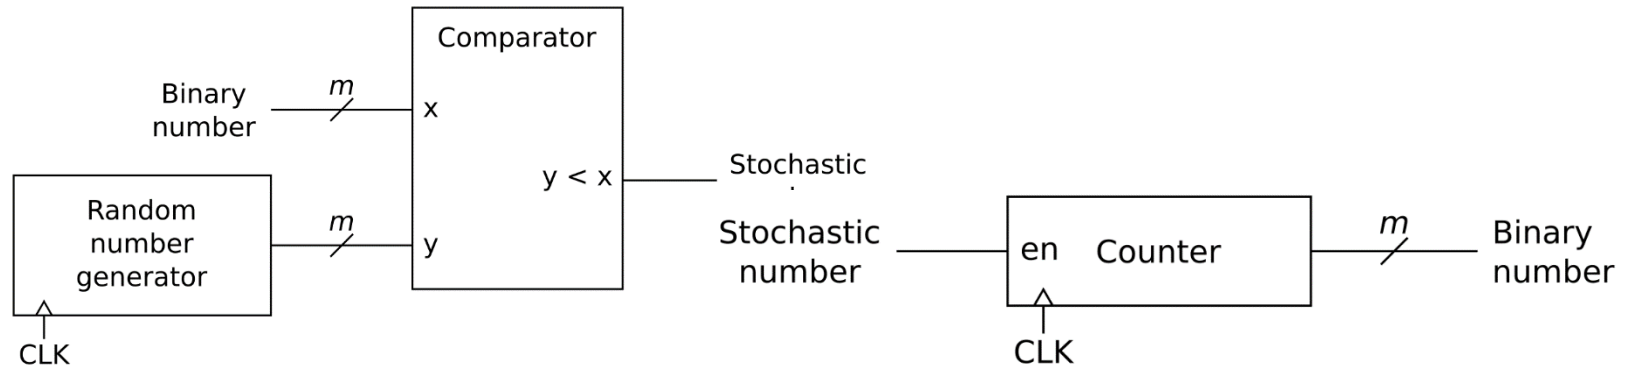 Comparator
Binary
number
m
x
Random
number
generator
CLK
m
y
y < x
Stochastic
Stochastic
number
en
Counter
CLK
m
Binary
number